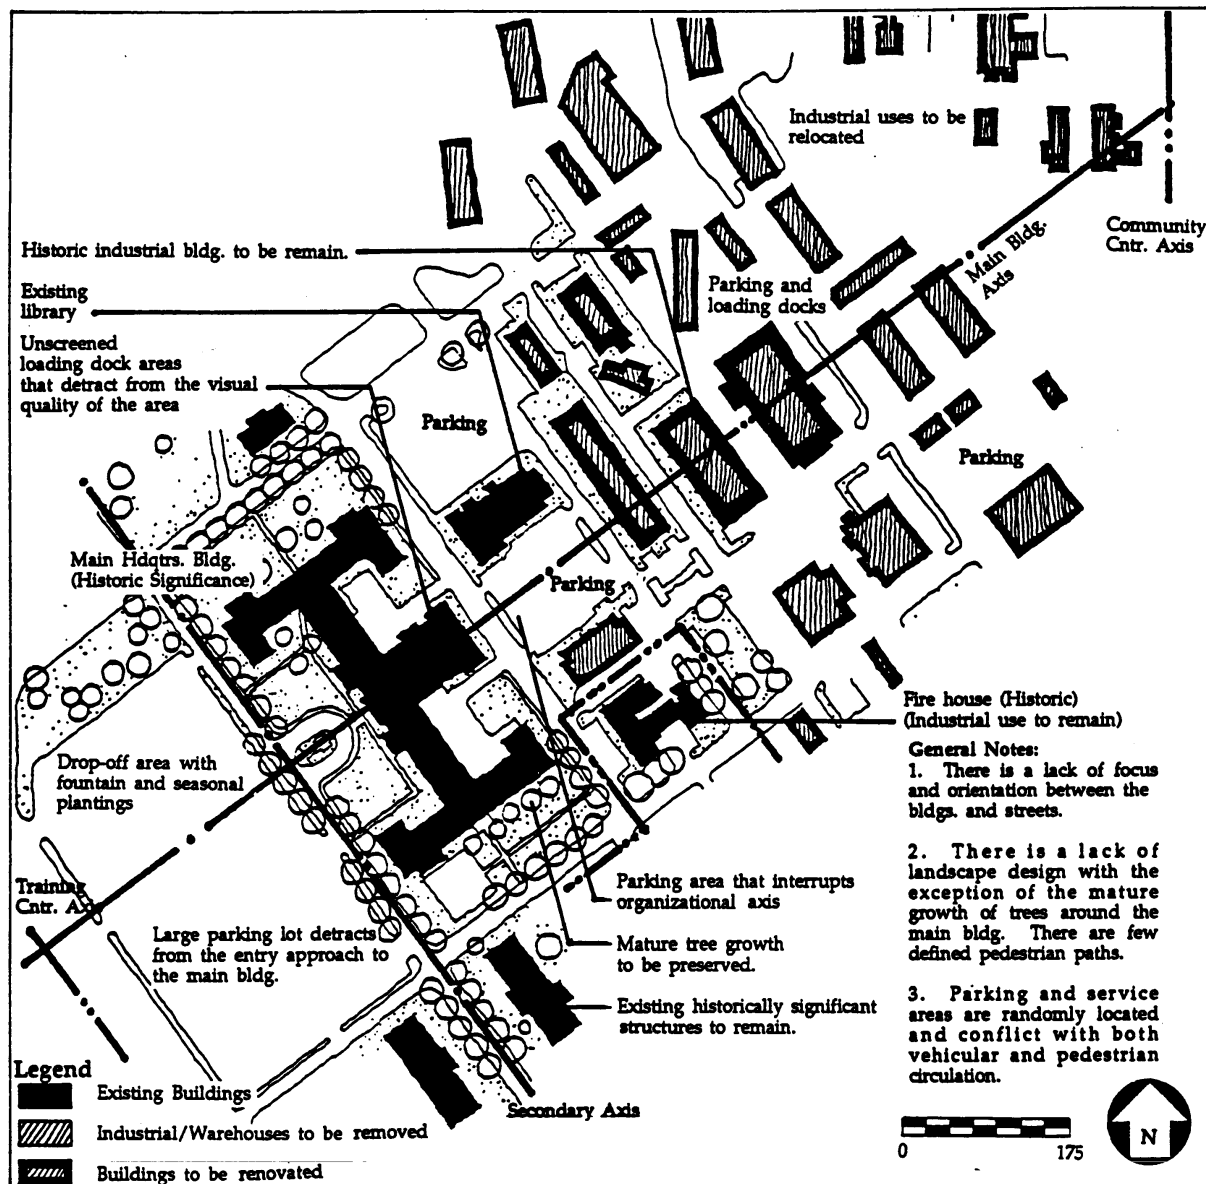 Industrial uses to be
relocated
Community
Cntr. Axis
Main Bldg.
Axis
Historic industrial bldg. to be remain.
Parking and
loading docks
Existing
library
Unscreened
loading dock areas
that detract from the visual
quality of the area
Parking
Parking
Main Hdqtrs. Bldg.
(Historic Significance)
Parking
Fire house (Historic)
(Industrial use to remain)
General Notes:
1. There is a lack of focus
and orientation between the
bldgs. and streets.
2. There is a lack of
landscape design with the
exception of the mature
growth of trees around the
main bldg. There are few
defined pedestrian paths.
3. Parking and service
areas are randomly located
and conflict with both
vehicular and pedestrian
circulation.
Drop-off area with
fountain and seasonal
plantings
Training
Cntr. Ax
Large parking lot detracts
from the entry approach to
the main bldg.
Parking area that interrupts
organizational axis
Mature tree growth
to be preserved.
Existing historically significant
structures to remain.
Secondary Axis
Legend
Existing Buildings
Industrial/Warehouses to be removed
Buildings to be renovated
0 175
N